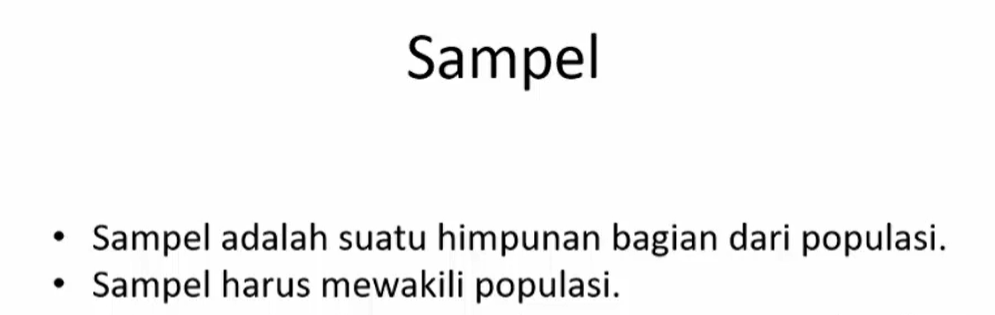 Sampel
• Sampel adalah suatu himpunan bagian dari populasi.
• Sampel harus mewakili populasi.